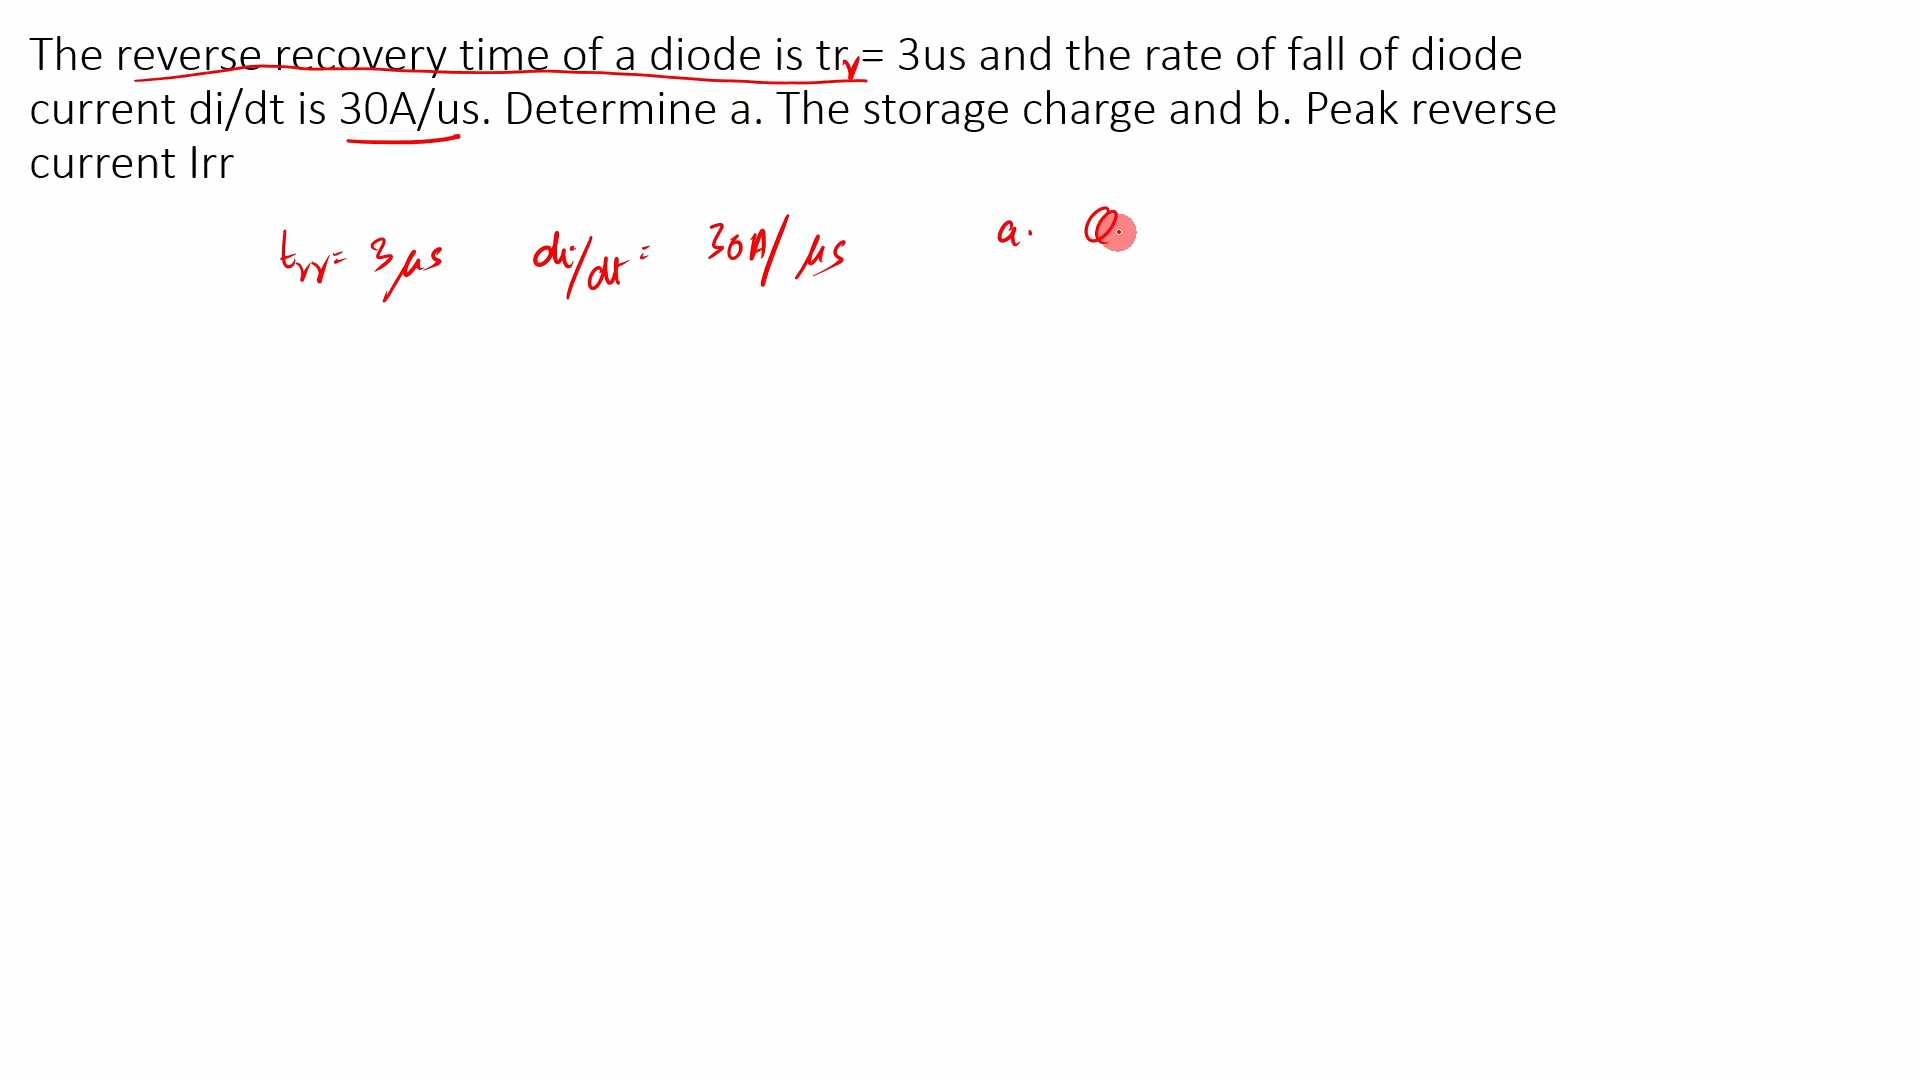 The reverse recovery time of a diode is trr= 3us and the rate of fall of diode
current di/dt is 30A/us. Determine a. The storage charge and b. Peak reverse
current Irr
trr= 3μs di/dt = 30A/μs a. Q